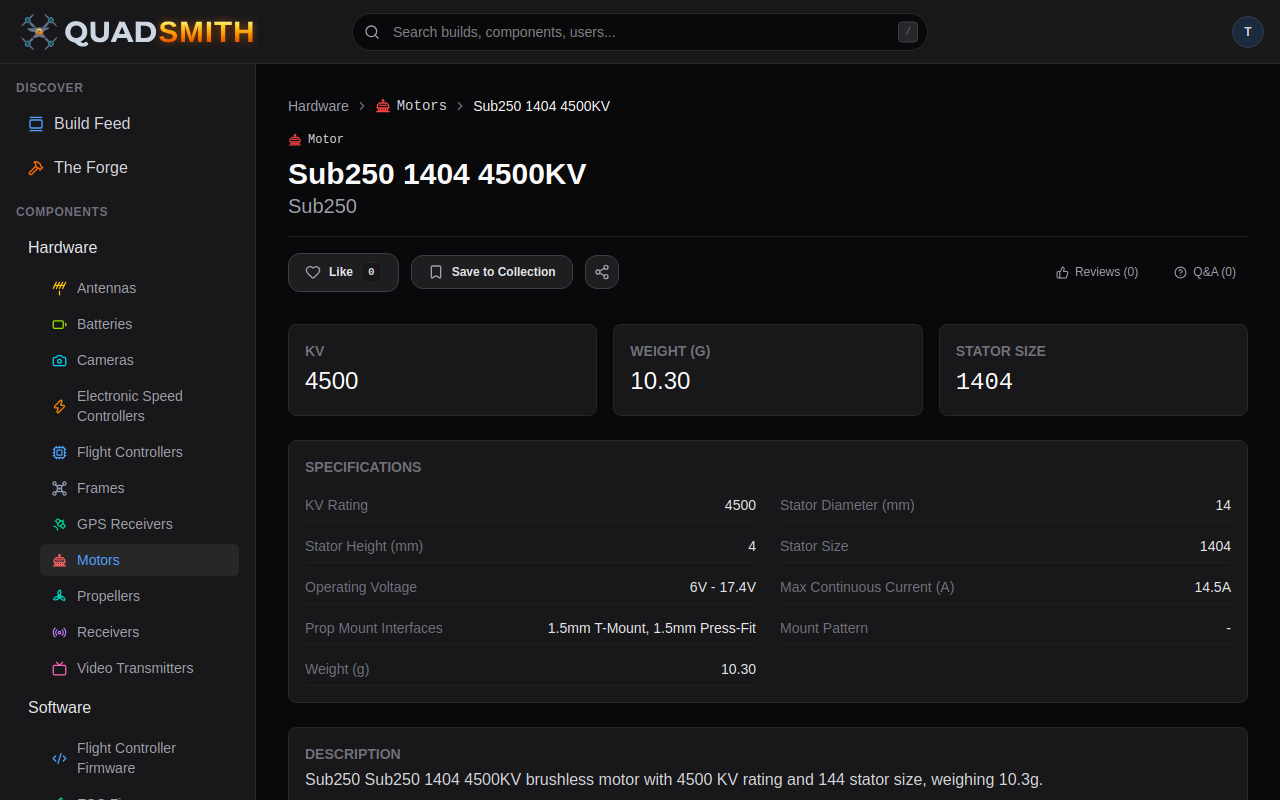 QUADSMITH
Search builds, components, users...
/
T
DISCOVER
Build Feed
The Forge
COMPONENTS
Hardware
Antennas
Batteries
Cameras
Electronic Speed
Controllers
Flight Controllers
Frames
GPS Receivers
Motors
Propellers
Receivers
Video Transmitters
Software
Flight Controller
Firmware
Hardware > Motors > Sub250 1404 4500KV
Motor
Sub250 1404 4500KV
Sub250
Like 0
Save to Collection
Reviews (0)
Q&A (0)
KV
4500
WEIGHT (G)
10.30
STATOR SIZE
1404
SPECIFICATIONS
KV Rating 4500
Stator Diameter (mm) 14
Stator Height (mm) 4
Stator Size 1404
Operating Voltage 6V - 17.4V
Max Continuous Current (A) 14.5A
Prop Mount Interfaces 1.5mm T-Mount, 1.5mm Press-Fit
Mount Pattern -
Weight (g) 10.30
DESCRIPTION
Sub250 Sub250 1404 4500KV brushless motor with 4500 KV rating and 144 stator size, weighing 10.3g.